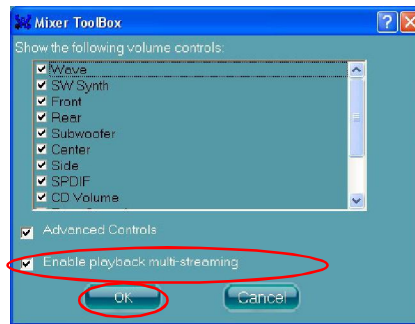 Mixer ToolBox
Show the following volume controls:
Wave
SW Synth
Front
Rear
Subwoofer
Center
Side
SPDIF
CD Volume
Advanced Controls
Enable playback multi-streaming
OK
Cancel